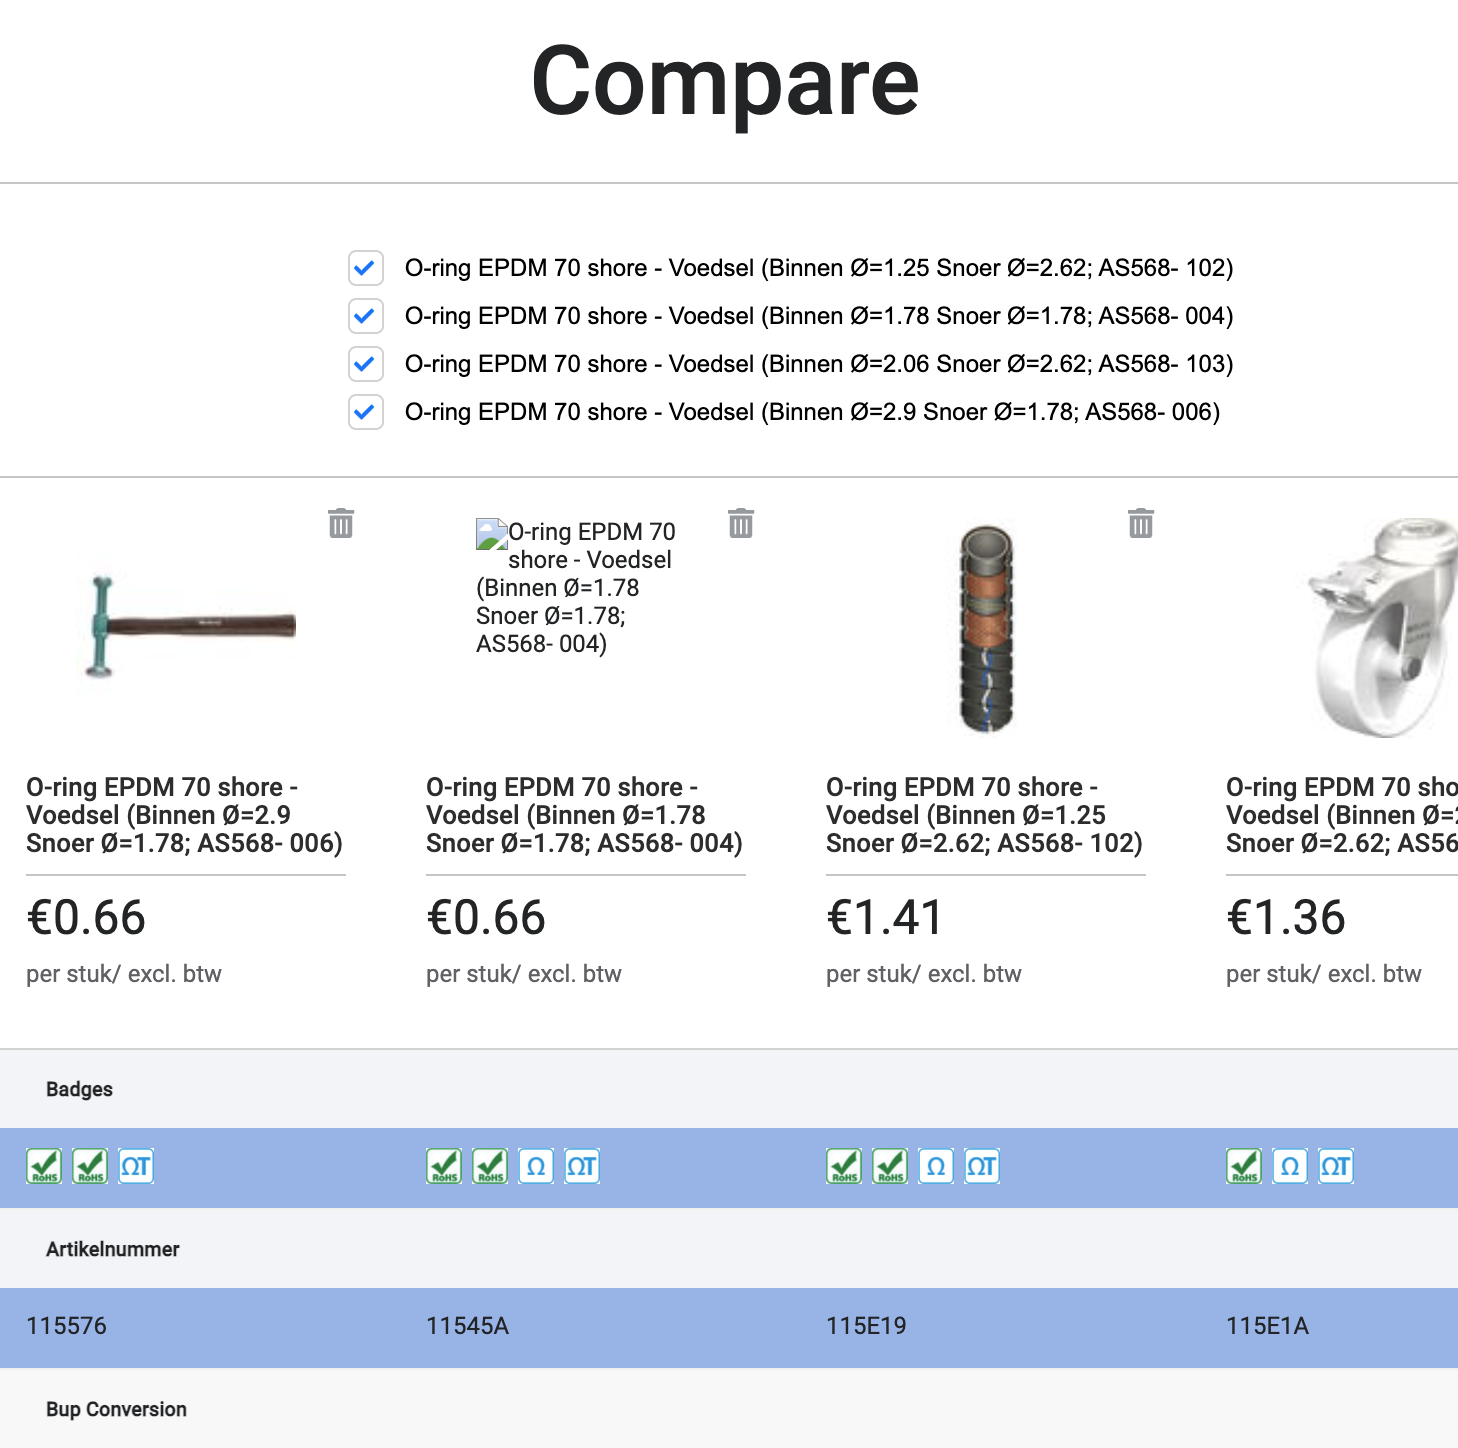 Compare
O-ring EPDM 70 shore - Voedsel (Binnen Ø=1.25 Snoer Ø=2.62; AS568- 102)
O-ring EPDM 70 shore - Voedsel (Binnen Ø=1.78 Snoer Ø=1.78; AS568- 004)
O-ring EPDM 70 shore - Voedsel (Binnen Ø=2.06 Snoer Ø=2.62; AS568- 103)
O-ring EPDM 70 shore - Voedsel (Binnen Ø=2.9 Snoer Ø=1.78; AS568- 006)
O-ring EPDM 70
shore - Voedsel
(Binnen Ø=1.78
Snoer Ø=1.78;
AS568- 004)
O-ring EPDM 70 shore -
Voedsel (Binnen Ø=2.9
Snoer Ø=1.78; AS568- 006)
€0.66
per stuk/ excl. btw
O-ring EPDM 70 shore -
Voedsel (Binnen Ø=1.78
Snoer Ø=1.78; AS568- 004)
€0.66
per stuk/ excl. btw
O-ring EPDM 70 shore -
Voedsel (Binnen Ø=1.25
Snoer Ø=2.62; AS568- 102)
€1.41
per stuk/ excl. btw
O-ring EPDM 70 sho
Voedsel (Binnen Ø=
Snoer Ø=2.62; AS56
€1.36
per stuk/ excl. btw
Badges
RoHS RoHS ΩT RoHS RoHS Ω ΩT RoHS RoHS Ω ΩT RoHS Ω ΩT
Artikelnummer
115576 11545A 115E19 115E1A
Bup Conversion